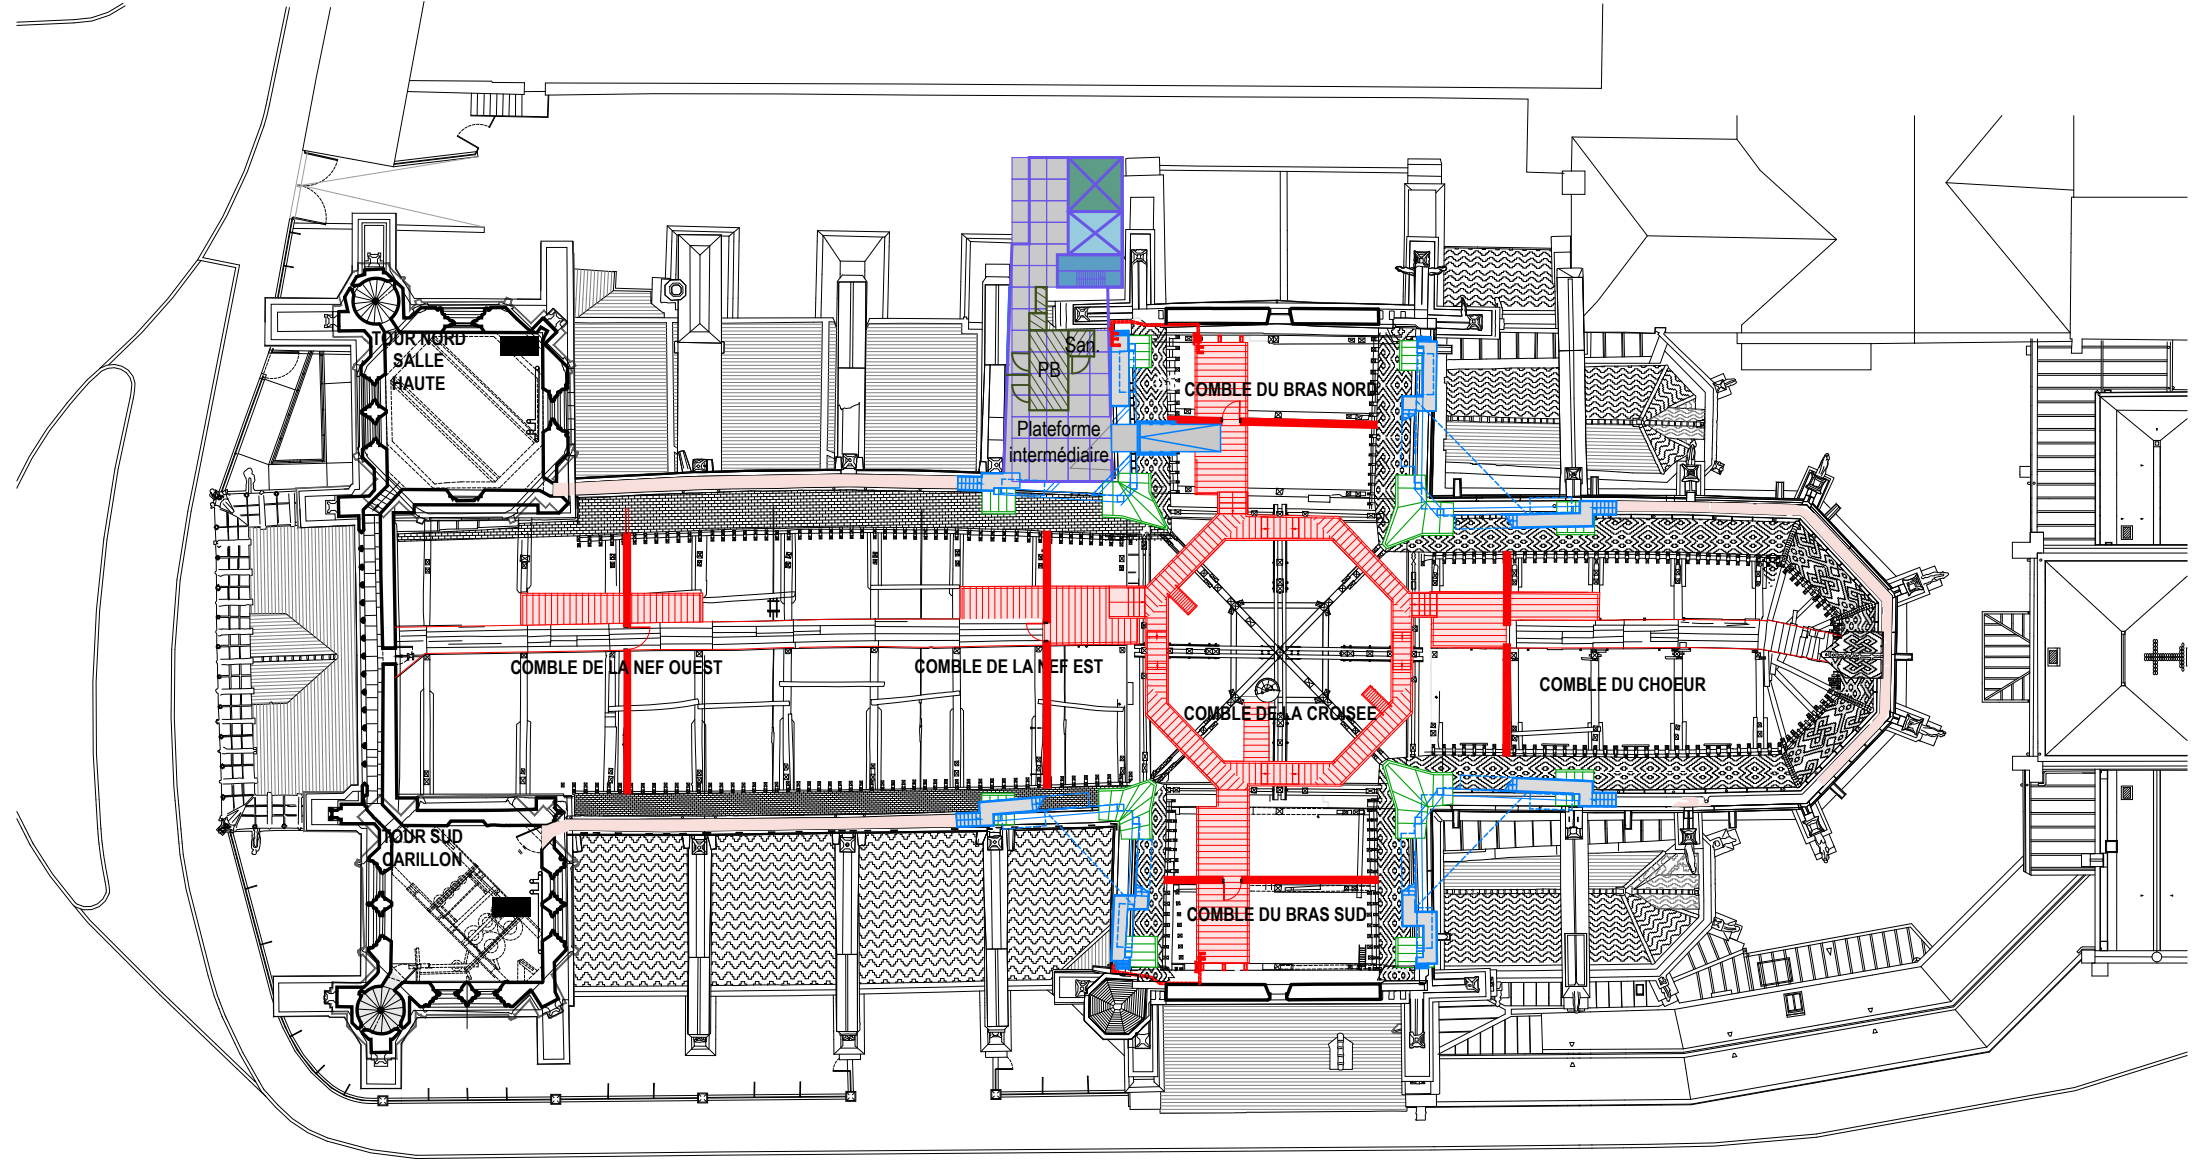 TOUR NORD
SALLE
HAUTE
San.
PB
Plateforme
intermédiaire
COMBLE DU BRAS NORD
COMBLE DE LA NEF OUEST
COMBLE DE LA NEF EST
COMBLE DE LA CROISEE
COMBLE DU CHOEUR
TOUR SUD
CARILLON
COMBLE DU BRAS SUD